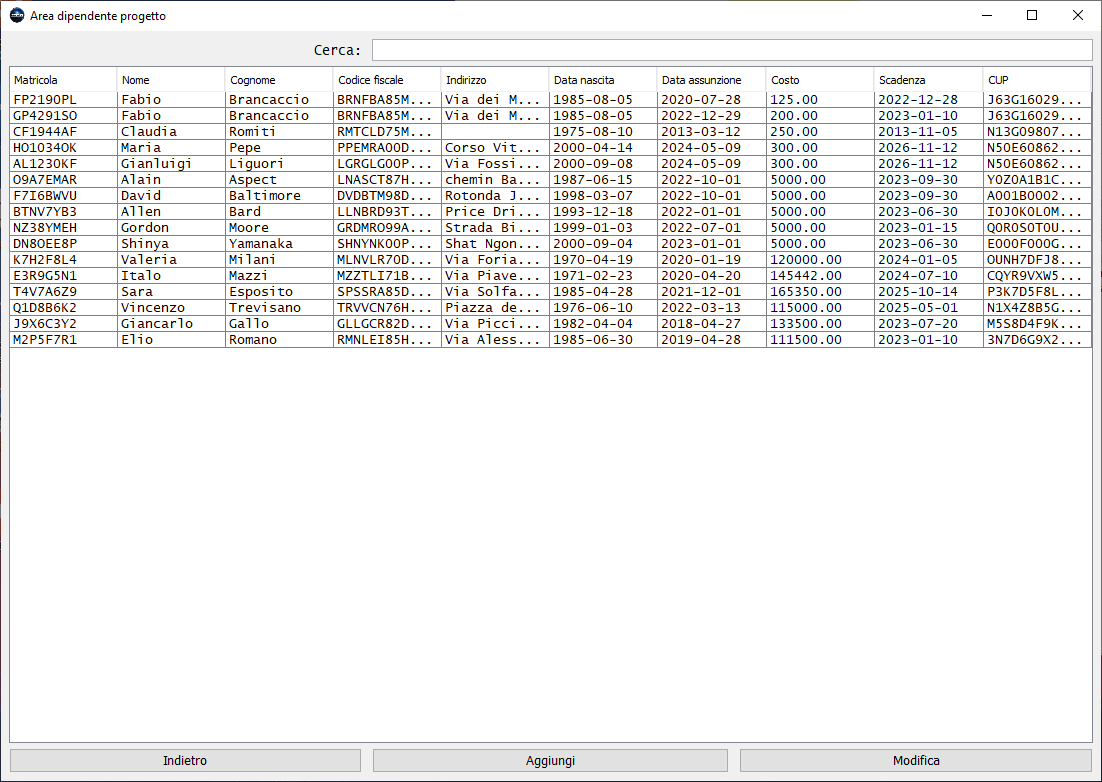 Area dipendente progetto
Cerca:
Matricola Nome Cognome Codice fiscale Indirizzo Data nascita Data assunzione Costo Scadenza CUP
FP2190PL Fabio Brancaccio BRNFBA85M... Via dei M... 1985-08-05 2020-07-28 125.00 2022-12-28 J63G16029...
GP4291SO Fabio Brancaccio BRNFBA85M... Via dei M... 1985-08-05 2022-12-29 200.00 2023-01-10 J63G16029...
CF1944AF Claudia Romiti RMTCLD75M... 1975-08-10 2013-03-12 250.00 2013-11-05 N13G09807...
HO1034OK Maria Pepe PPEMRA00D... Corso Vit... 2000-04-14 2024-05-09 300.00 2026-11-12 N50E60862...
AL1230KF Gianluigi Liguori LGRGLG00P... Via Fossi... 2000-09-08 2024-05-09 300.00 2026-11-12 N50E60862...
O9A7EMAR Alain Aspect LNASCT87H... chemin Ba... 1987-06-15 2022-10-01 5000.00 2023-09-30 Y0Z0A1B1C...
F7I6BWVU David Baltimore DVDBTM98D... Rotonda J... 1998-03-07 2022-10-01 5000.00 2023-09-30 A001B0002...
BTNV7YB3 Allen Bard LLNBRD93T... Price Dri... 1993-12-18 2022-01-01 5000.00 2023-06-30 I0J0K0L0M...
NZ38YMEH Gordon Moore GRDMRO99A... Strada Bi... 1999-01-03 2022-07-01 5000.00 2023-01-15 Q0R0S0T0U...
DN8OEE8P Shinya Yamanaka SHNYNK00P... Shat Ngon... 2000-09-04 2023-01-01 5000.00 2023-06-30 E000F000G...
K7H2F8L4 Valeria Milani MLNVLR70D... Via Foria... 1970-04-19 2020-01-19 120000.00 2024-01-05 OUNH7DFJ8...
E3R9G5N1 Italo Mazzi MZZTLI71B... Via Piave... 1971-02-23 2020-04-20 145442.00 2024-07-10 CQYR9VXW5...
T4V7A6Z9 Sara Esposito SPSSRA85D... Via Solfa... 1985-04-28 2021-12-01 165350.00 2025-10-14 P3K7D5F8L...
Q1D8B6K2 Vincenzo Trevisano TRVVCN76H... Piazza de... 1976-06-10 2022-03-13 115000.00 2025-05-01 N1X4Z8B5G...
J9X6C3Y2 Giancarlo Gallo GLLGCR82D... Via Picci... 1982-04-04 2018-04-27 133500.00 2023-07-20 M5S8D4F9K...
M2P5F7R1 Elio Romano RMNLEI85H... Via Aless... 1985-06-30 2019-04-28 111500.00 2023-01-10 3N7D6G9X2...
Indietro Aggiungi Modifica